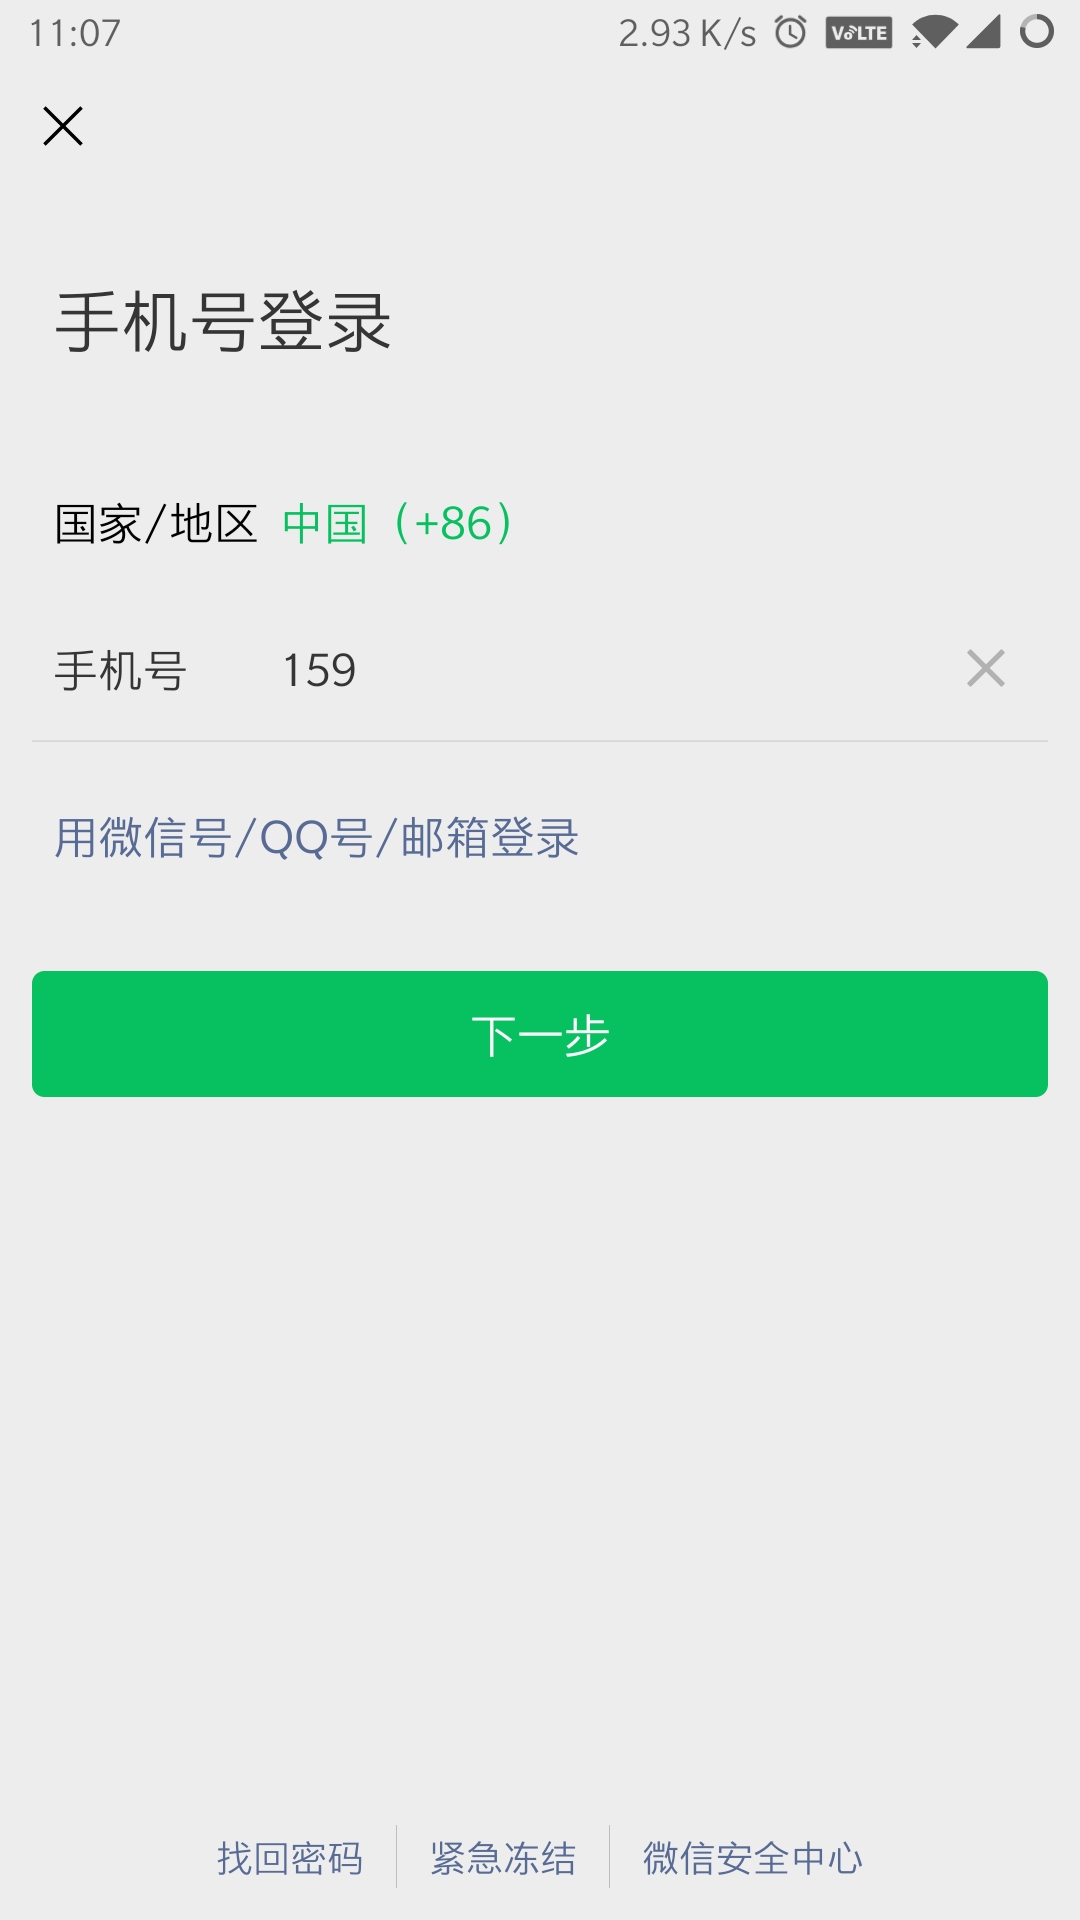 11:07 2.93 K/s VoLTE
手机号登录
国家/地区 中国（+86）
手机号 159
用微信号/QQ号/邮箱登录
下一步
找回密码 紧急冻结 微信安全中心